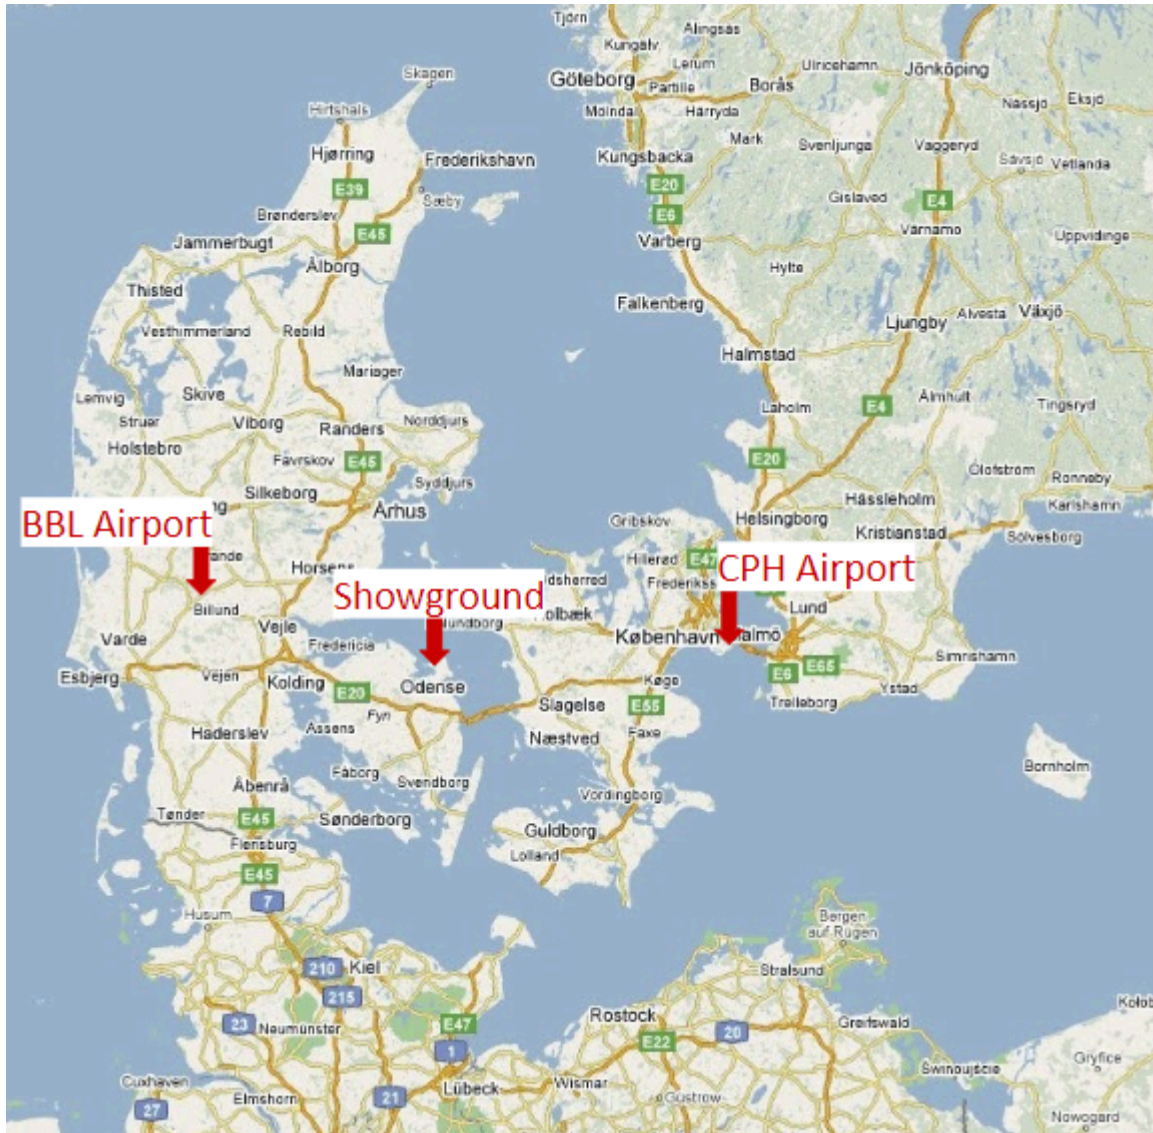 Tjörn
Alingsås
Kungälv
Lerum
Ulricehamn
Jönköping
Göteborg
Partille
Borås
Skagen
Mölndal
Härryda
Nässjö
Eksjö
Hirtshals
Mark
Svenljunga
Vaggeryd
Hjørring
Frederikshavn
Kungsbacka
Sävsjö
Vetlanda
E39
Sæby
E20
Gislaved
E4
Brønderslev
E6
E45
Värnamo
Uppvidinge
Jammerbugt
Varberg
Ålborg
Hylte
Thisted
Falkenberg
Alvesta
Växjö
Vesthimmerland
Rebild
Ljungby
Halmstad
Mariager
Lemvig
Skive
Älmhult
Laholm
E4
Tingsryd
Struer
Viborg
Randers
Norddjurs
Holstebro
Favrskov
E45
E20
Olofström
Ronneby
Syddjurs
Silkeborg
Hässleholm
Karlshamn
Århus
BBL Airport
Gribskov
Helsingborg
Kristianstad
Sölvesborg
Hillerød
E47
Horsens
CPH Airport
Showground
Billund
Lund
Varde
Vejle
København
Fredericia
Simrishamn
Esbjerg
Vejen
Kolding
E20
Odense
Køge
E6
E65
Ystad
Fyn
Slagelse
E55
Trelleborg
Haderslev
Assens
Næstved
Faxe
Fåborg
Svendborg
Bornholm
Åbenrå
Vordingborg
Tønder
E45
Sønderborg
Guldborg
Flensburg
Lolland
E45
7
Husum
Bergen
auf Rügen
210
Kiel
Stralsund
215
Rostock
23
Neumünster
E47
20
Greifswald
E22
1
Świnoujście
Gryfice
Cuxhaven
Lübeck
Wismar
27
Elmshorn
21
Güstrow
Nowogard